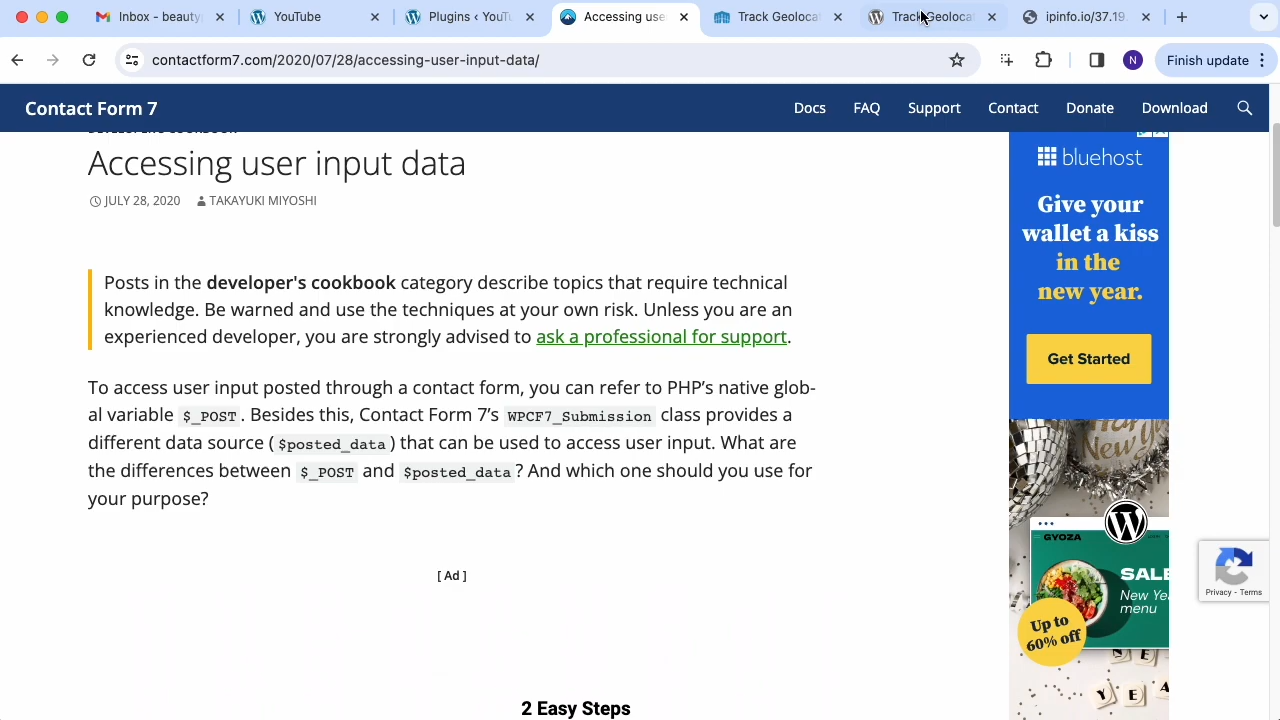 Inbox - beauty
YouTube
Plugins ‹ YouTu
Accessing use
Track Geolocat
Track Geolocat
ipinfo.io/37.19.
contactform7.com/2020/07/28/accessing-user-input-data/
N
Finish update
Contact Form 7
Docs
FAQ
Support
Contact
Donate
Download
Accessing user input data
JULY 28, 2020
TAKAYUKI MIYOSHI
Posts in the developer's cookbook category describe topics that require technical
knowledge. Be warned and use the techniques at your own risk. Unless you are an
experienced developer, you are strongly advised to ask a professional for support.
To access user input posted through a contact form, you can refer to PHP’s native glob-
al variable $_POST. Besides this, Contact Form 7’s WPCF7_Submission class provides a
different data source ($posted_data) that can be used to access user input. What are
the differences between $_POST and $posted_data? And which one should you use for
your purpose?
[ Ad ]
2 Easy Steps
bluehost
Give your
wallet a kiss
in the
new year.
Get Started
GYOZA
SALE
New Ye
menu
Up to
60% off
Y E A
Privacy - Terms